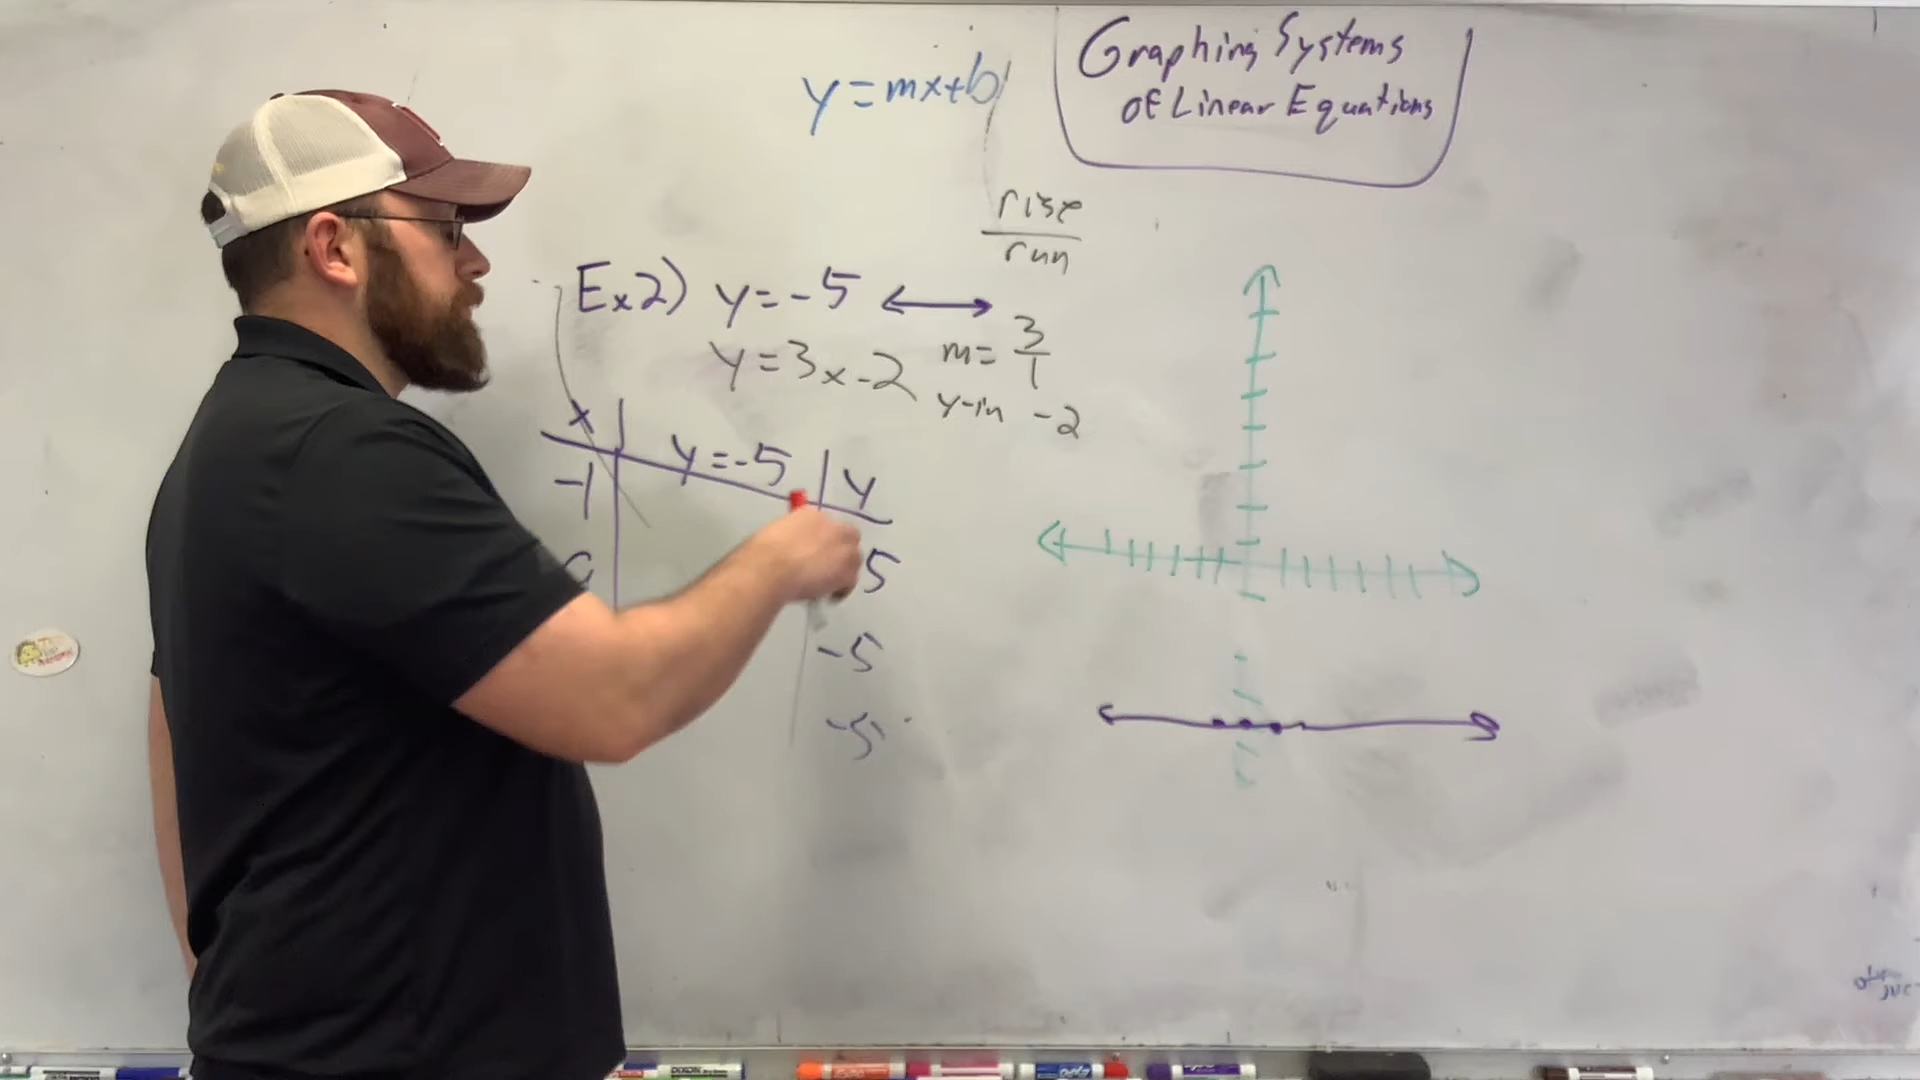 y=mx+b
Graphing Systems
of Linear Equations
rise
run
Ex2) y=-5
y=3x-2
m= 3/1
y-in -2
x
y=-5
y
-1
5
-5
-5